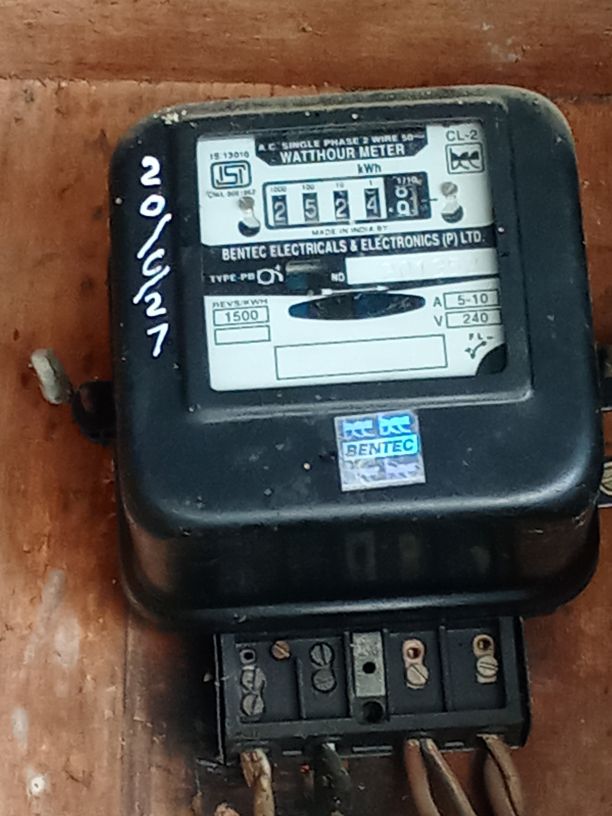 A.C. SINGLE PHASE 2 WIRE 50~
WATTHOUR METER
CL-2
IS:13010
ISI
kWh
1000 100 10 1 1/10
2 5 2 4
MADE IN INDIA BY
BENTEC ELECTRICALS & ELECTRONICS (P) LTD.
TYPE-PB
NO
REVS/KWH
1500
A 5-10
V 240
F L
BENTEC
20/C/27